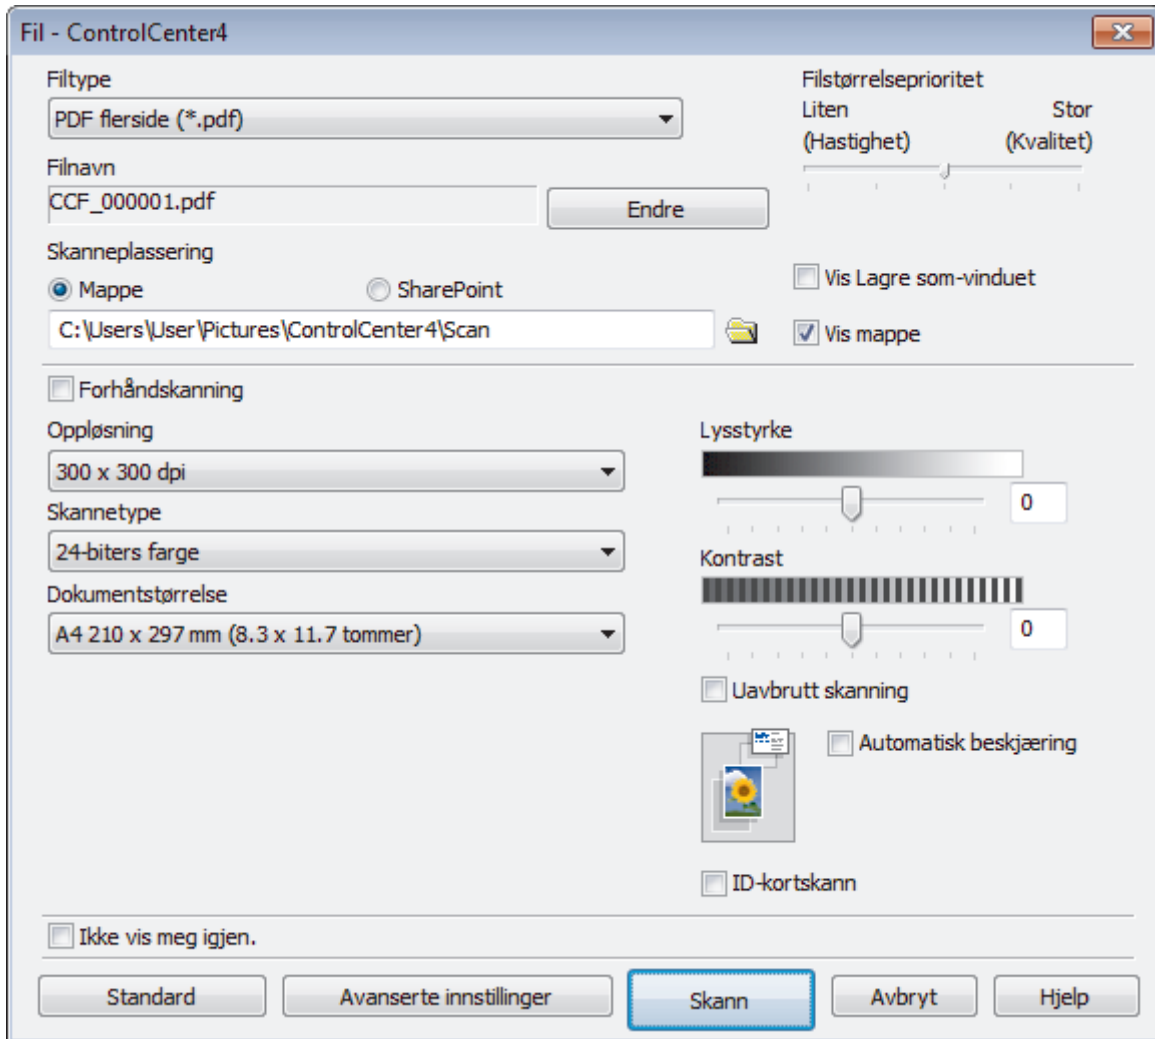 Fil - ControlCenter4
Filtype
PDF flerside (*.pdf)
Filstørrelseprioritet
Liten Stor
(Hastighet) (Kvalitet)
Filnavn
CCF_000001.pdf
Endre
Skanneplassering
Mappe SharePoint
C:\Users\User\Pictures\ControlCenter4\Scan
Vis Lagre som-vinduet
Vis mappe
Forhåndskanning
Oppløsning
300 x 300 dpi
Skannetype
24-biters farge
Dokumentstørrelse
A4 210 x 297 mm (8.3 x 11.7 tommer)
Lysstyrke
0
Kontrast
0
Uavbrutt skanning
Automatisk beskjæring
ID-kortskann
Ikke vis meg igjen.
Standard Avanserte innstillinger Skann Avbryt Hjelp